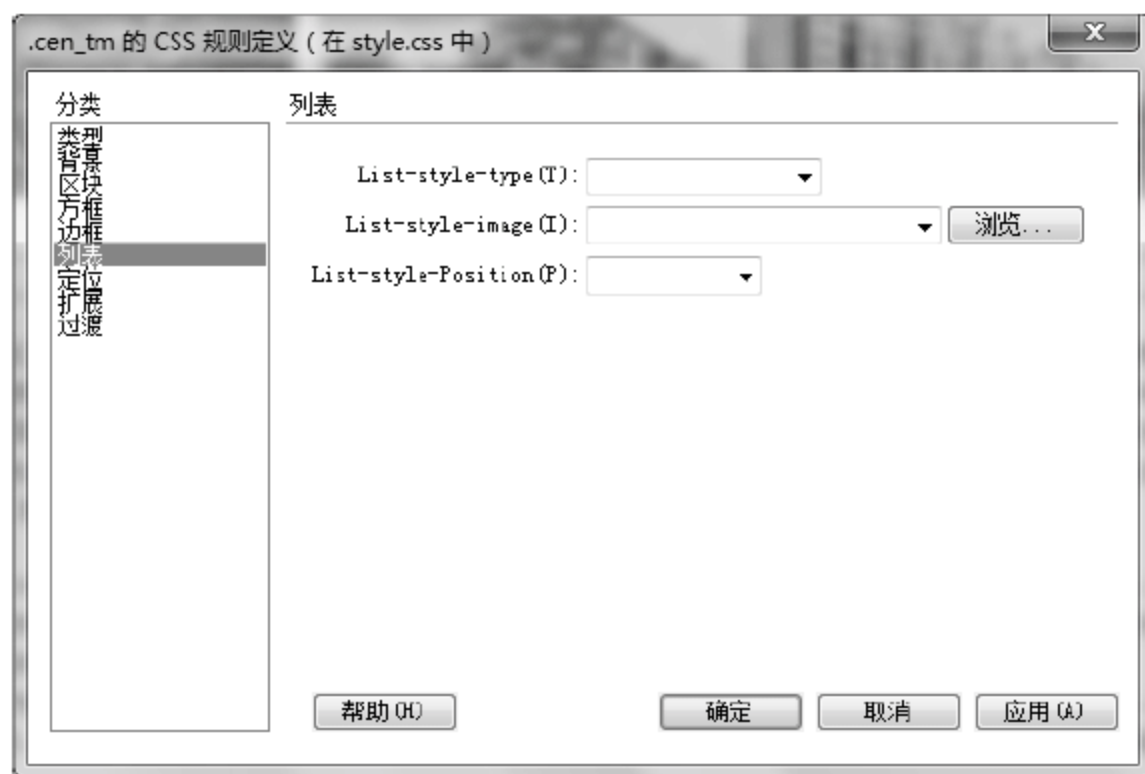 .cen_tm 的 CSS 规则定义（在 style.css 中）
分类
类型
背景
区块
方框
边框
列表
定位
扩展
过渡
列表
List-style-type(T):
List-style-image(I):
浏览...
List-style-Position(P):
帮助(H)
确定
取消
应用(A)